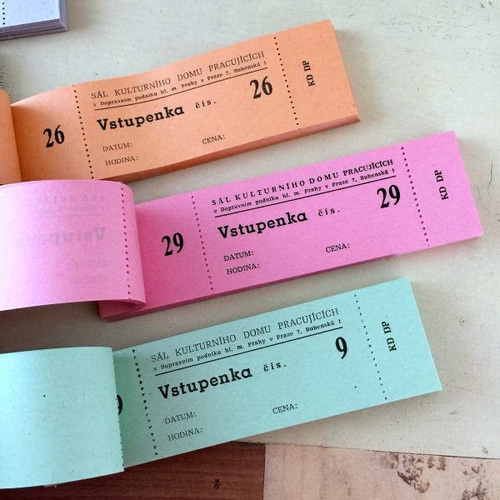 26
SÁL KULTURNÍHO DOMU PRACUJÍCÍCH
v Dopravním podniku hl. m. Prahy v Praze 7, Bubenská 1
Vstupenka čís. 26
DATUM:
HODINA:
CENA:
KD DP
29
SÁL KULTURNÍHO DOMU PRACUJÍCÍCH
v Dopravním podniku hl. m. Prahy v Praze 7, Bubenská 1
Vstupenka čís. 29
DATUM:
HODINA:
CENA:
KD DP
9
SÁL KULTURNÍHO DOMU PRACUJÍCÍCH
v Dopravním podniku hl. m. Prahy v Praze 7, Bubenská 1
Vstupenka čís. 9
DATUM:
HODINA:
CENA:
KD DP